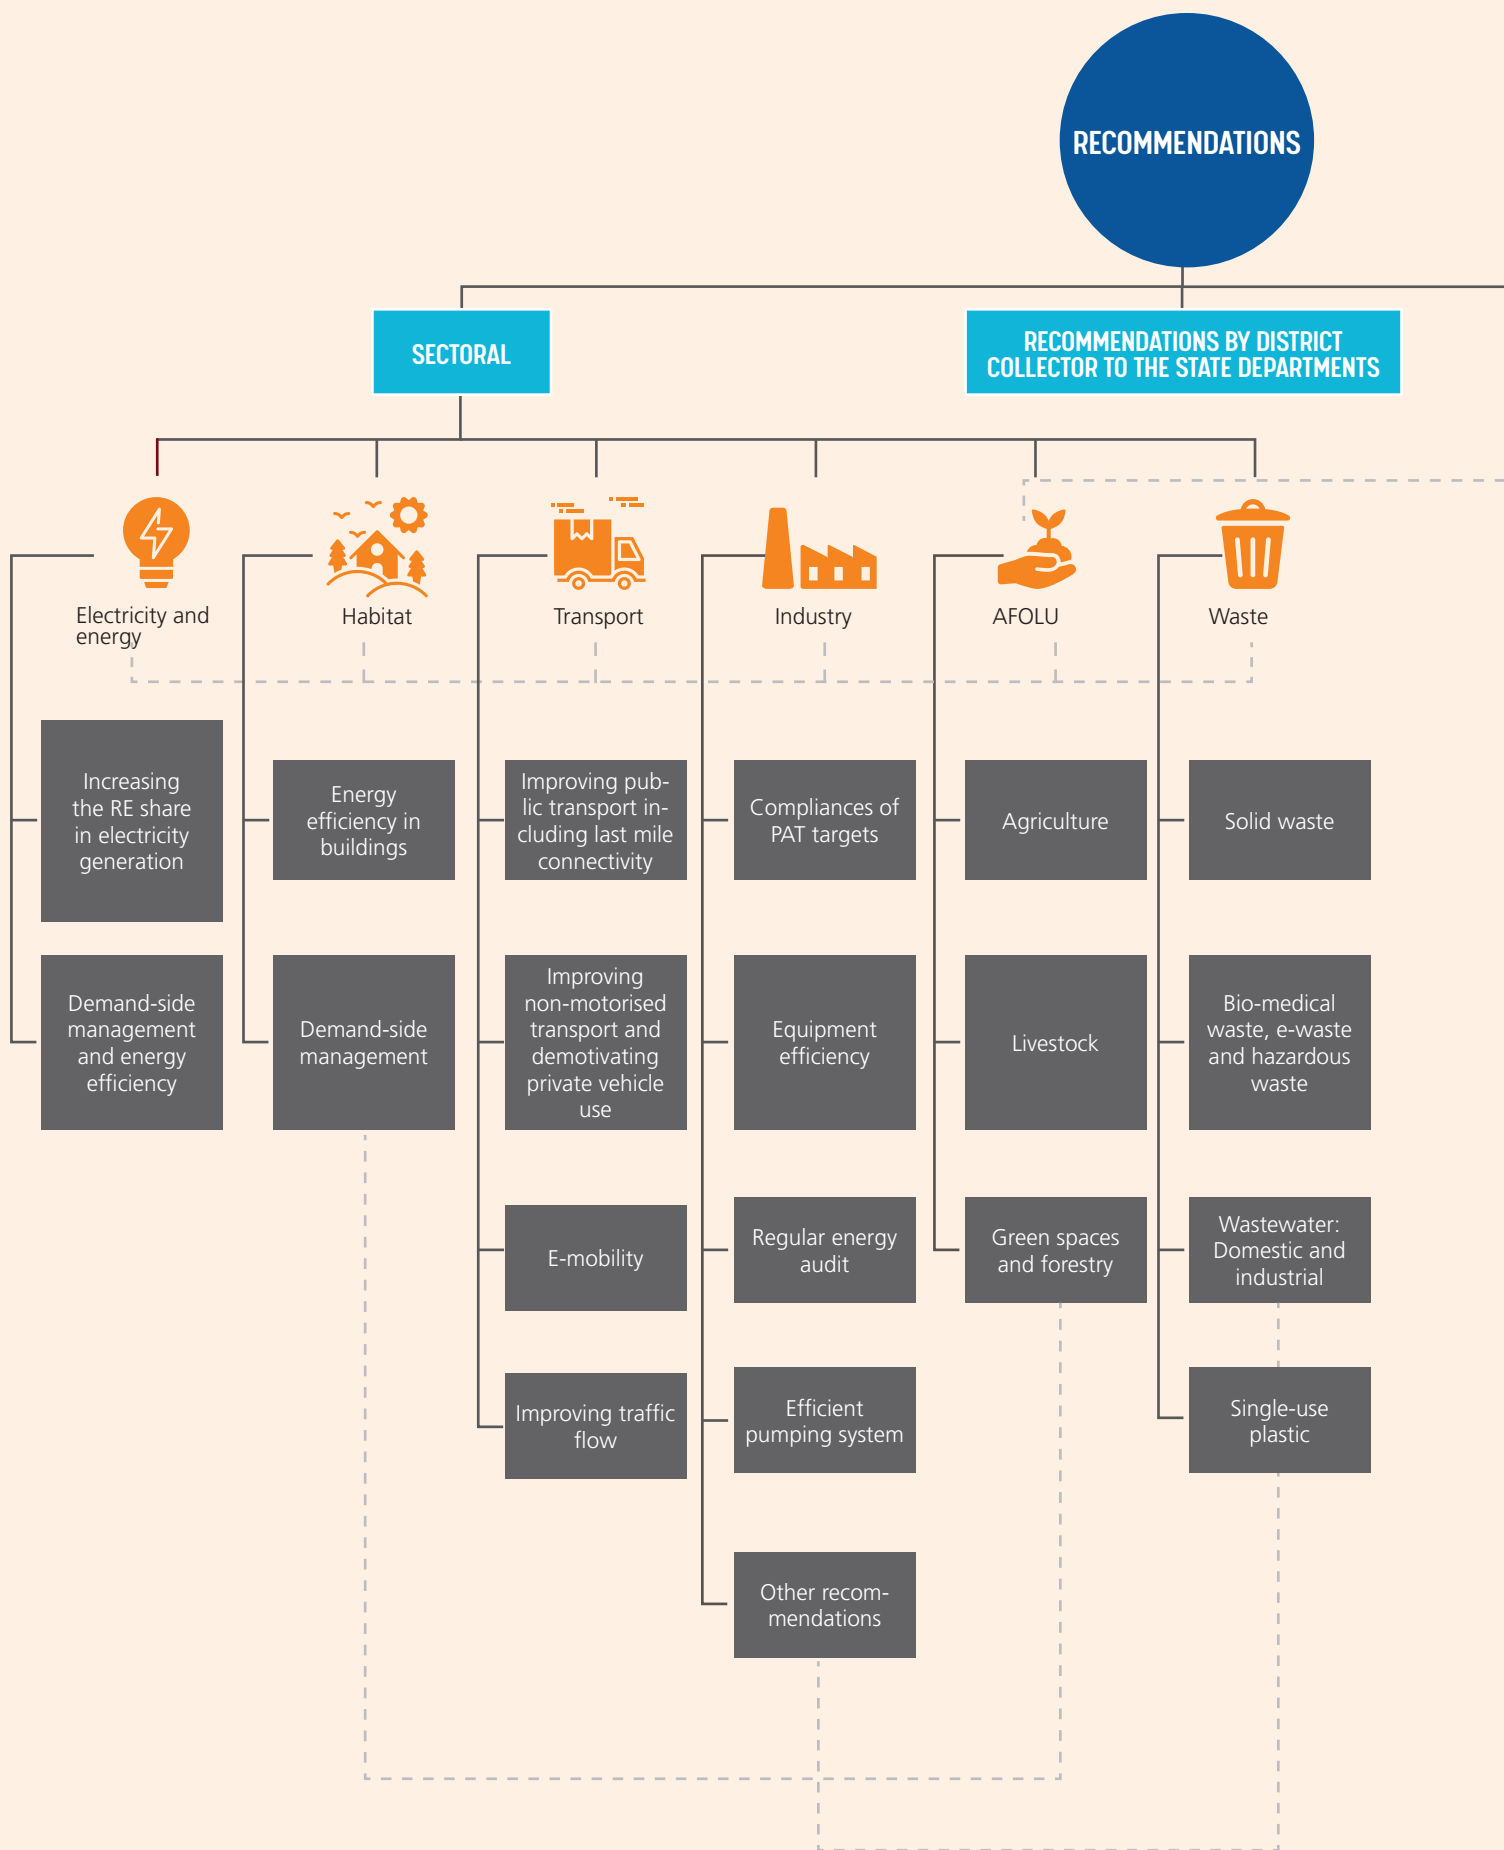 RECOMMENDATIONS
SECTORAL
RECOMMENDATIONS BY DISTRICT
COLLECTOR TO THE STATE DEPARTMENTS
Electricity and
energy
Habitat
Transport
Industry
AFOLU
Waste
Increasing
the RE share
in electricity
generation
Demand-side
management
and energy
efficiency
Energy
efficiency in
buildings
Demand-side
management
Improving pub-
lic transport in-
cluding last mile
connectivity
Improving
non-motorised
transport and
demotivating
private vehicle
use
E-mobility
Improving traffic
flow
Compliances of
PAT targets
Equipment
efficiency
Regular energy
audit
Efficient
pumping system
Other recom-
mendations
Agriculture
Livestock
Green spaces
and forestry
Solid waste
Bio-medical
waste, e-waste
and hazardous
waste
Wastewater:
Domestic and
industrial
Single-use
plastic